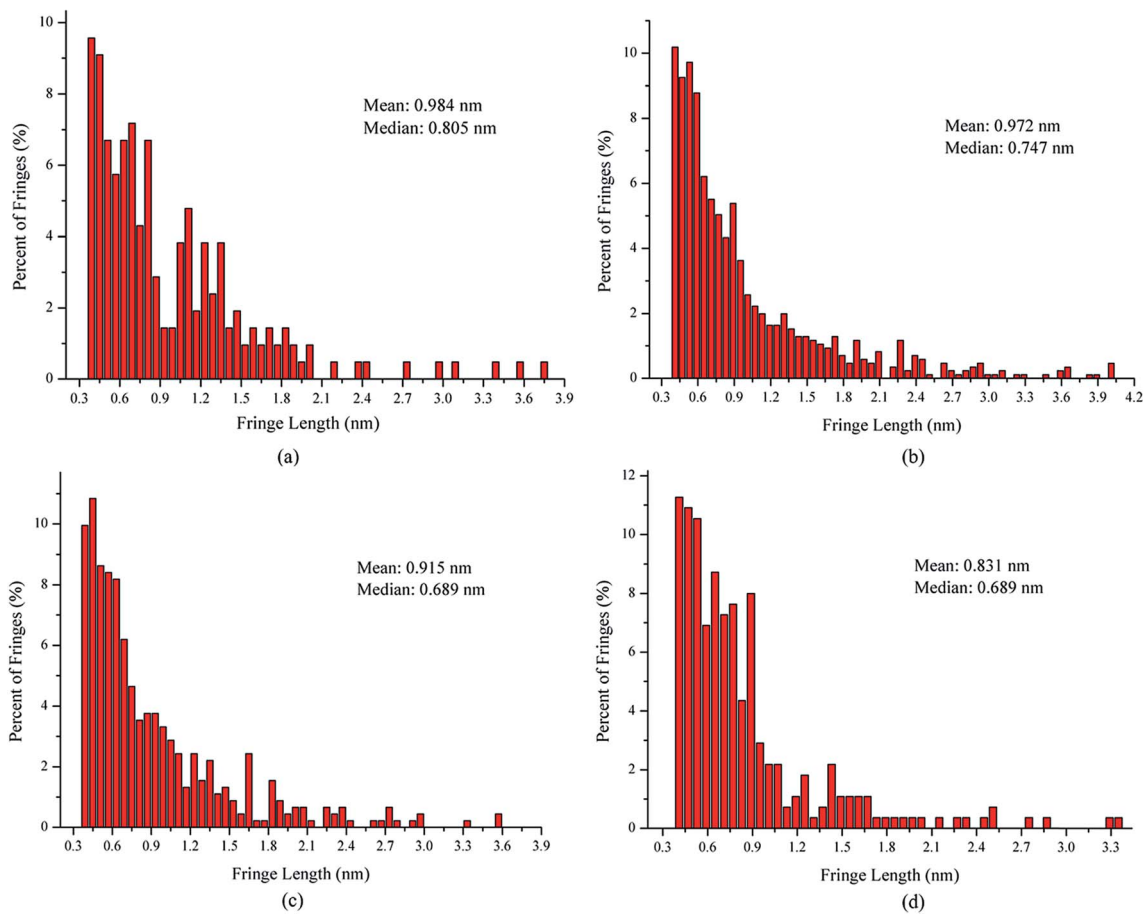 10
8
6
4
2
0
Percent of Fringes (%)
Mean: 0.984 nm
Median: 0.805 nm
0.3 0.6 0.9 1.2 1.5 1.8 2.1 2.4 2.7 3.0 3.3 3.6 3.9
Fringe Length (nm)
(a)
10
8
6
4
2
0
Percent of Fringes (%)
Mean: 0.972 nm
Median: 0.747 nm
0.3 0.6 0.9 1.2 1.5 1.8 2.1 2.4 2.7 3.0 3.3 3.6 3.9 4.2
Fringe Length (nm)
(b)
10
8
6
4
2
0
Percent of Fringes (%)
Mean: 0.915 nm
Median: 0.689 nm
0.3 0.6 0.9 1.2 1.5 1.8 2.1 2.4 2.7 3.0 3.3 3.6 3.9
Fringe Length (nm)
(c)
12
10
8
6
4
2
0
Percent of Fringes (%)
Mean: 0.831 nm
Median: 0.689 nm
0.3 0.6 0.9 1.2 1.5 1.8 2.1 2.4 2.7 3.0 3.3
Fringe Length (nm)
(d)